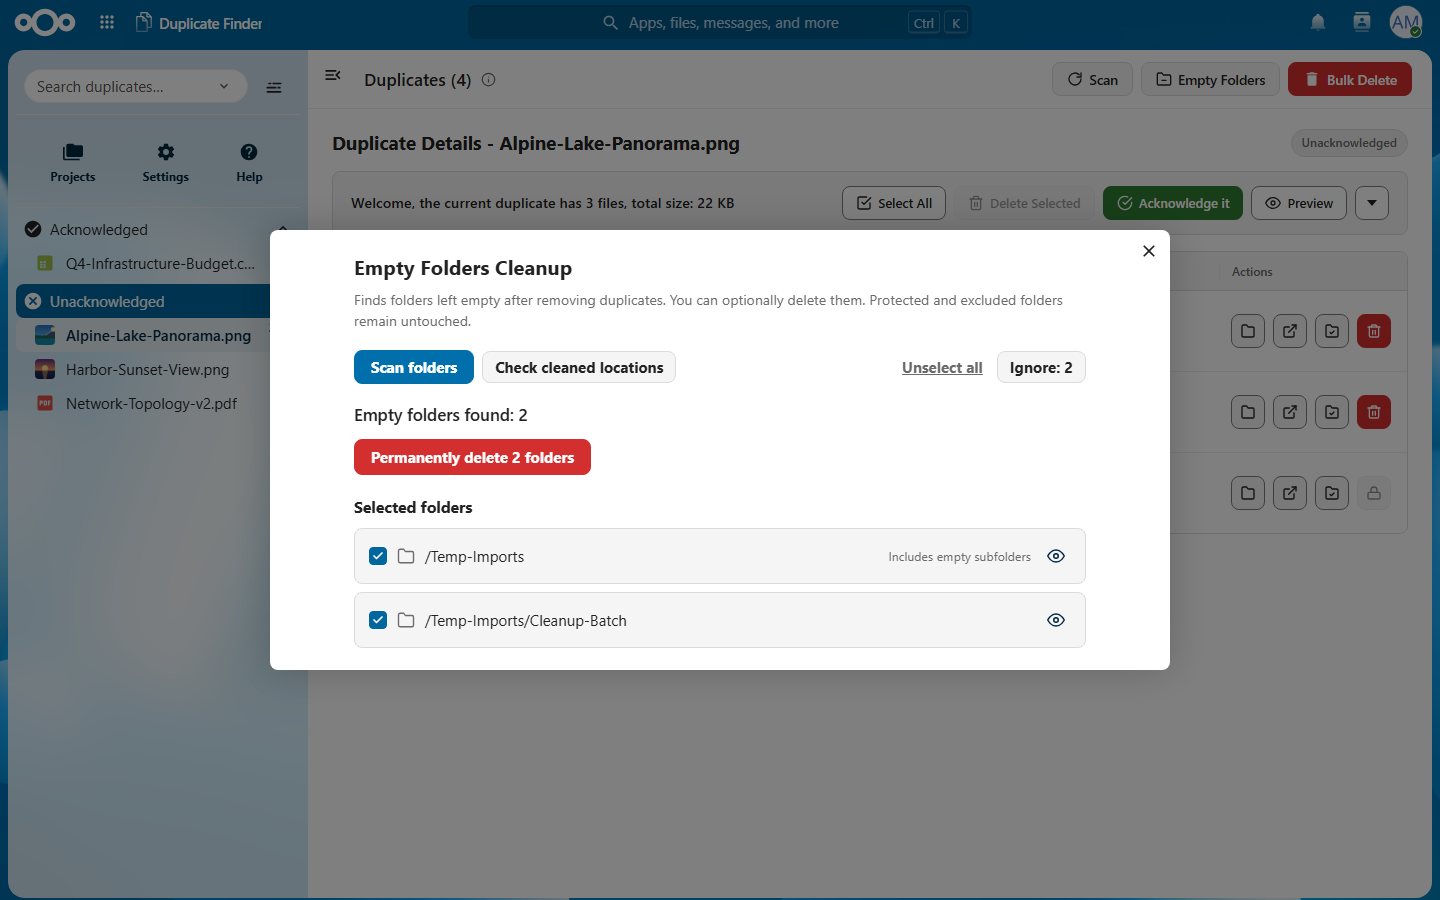 Duplicate Finder
Apps, files, messages, and more
Ctrl
K
AM
Search duplicates...
Projects
Settings
Help
Acknowledged
Q4-Infrastructure-Budget.c...
Unacknowledged
Alpine-Lake-Panorama.png
Harbor-Sunset-View.png
PDF
Network-Topology-v2.pdf
Duplicates (4)
Scan
Empty Folders
Bulk Delete
Duplicate Details - Alpine-Lake-Panorama.png
Unacknowledged
Welcome, the current duplicate has 3 files, total size: 22 KB
Select All
Delete Selected
Acknowledge it
Preview
Actions
Empty Folders Cleanup
Finds folders left empty after removing duplicates. You can optionally delete them. Protected and excluded folders
remain untouched.
Scan folders
Check cleaned locations
Unselect all
Ignore: 2
Empty folders found: 2
Permanently delete 2 folders
Selected folders
/Temp-Imports
Includes empty subfolders
/Temp-Imports/Cleanup-Batch